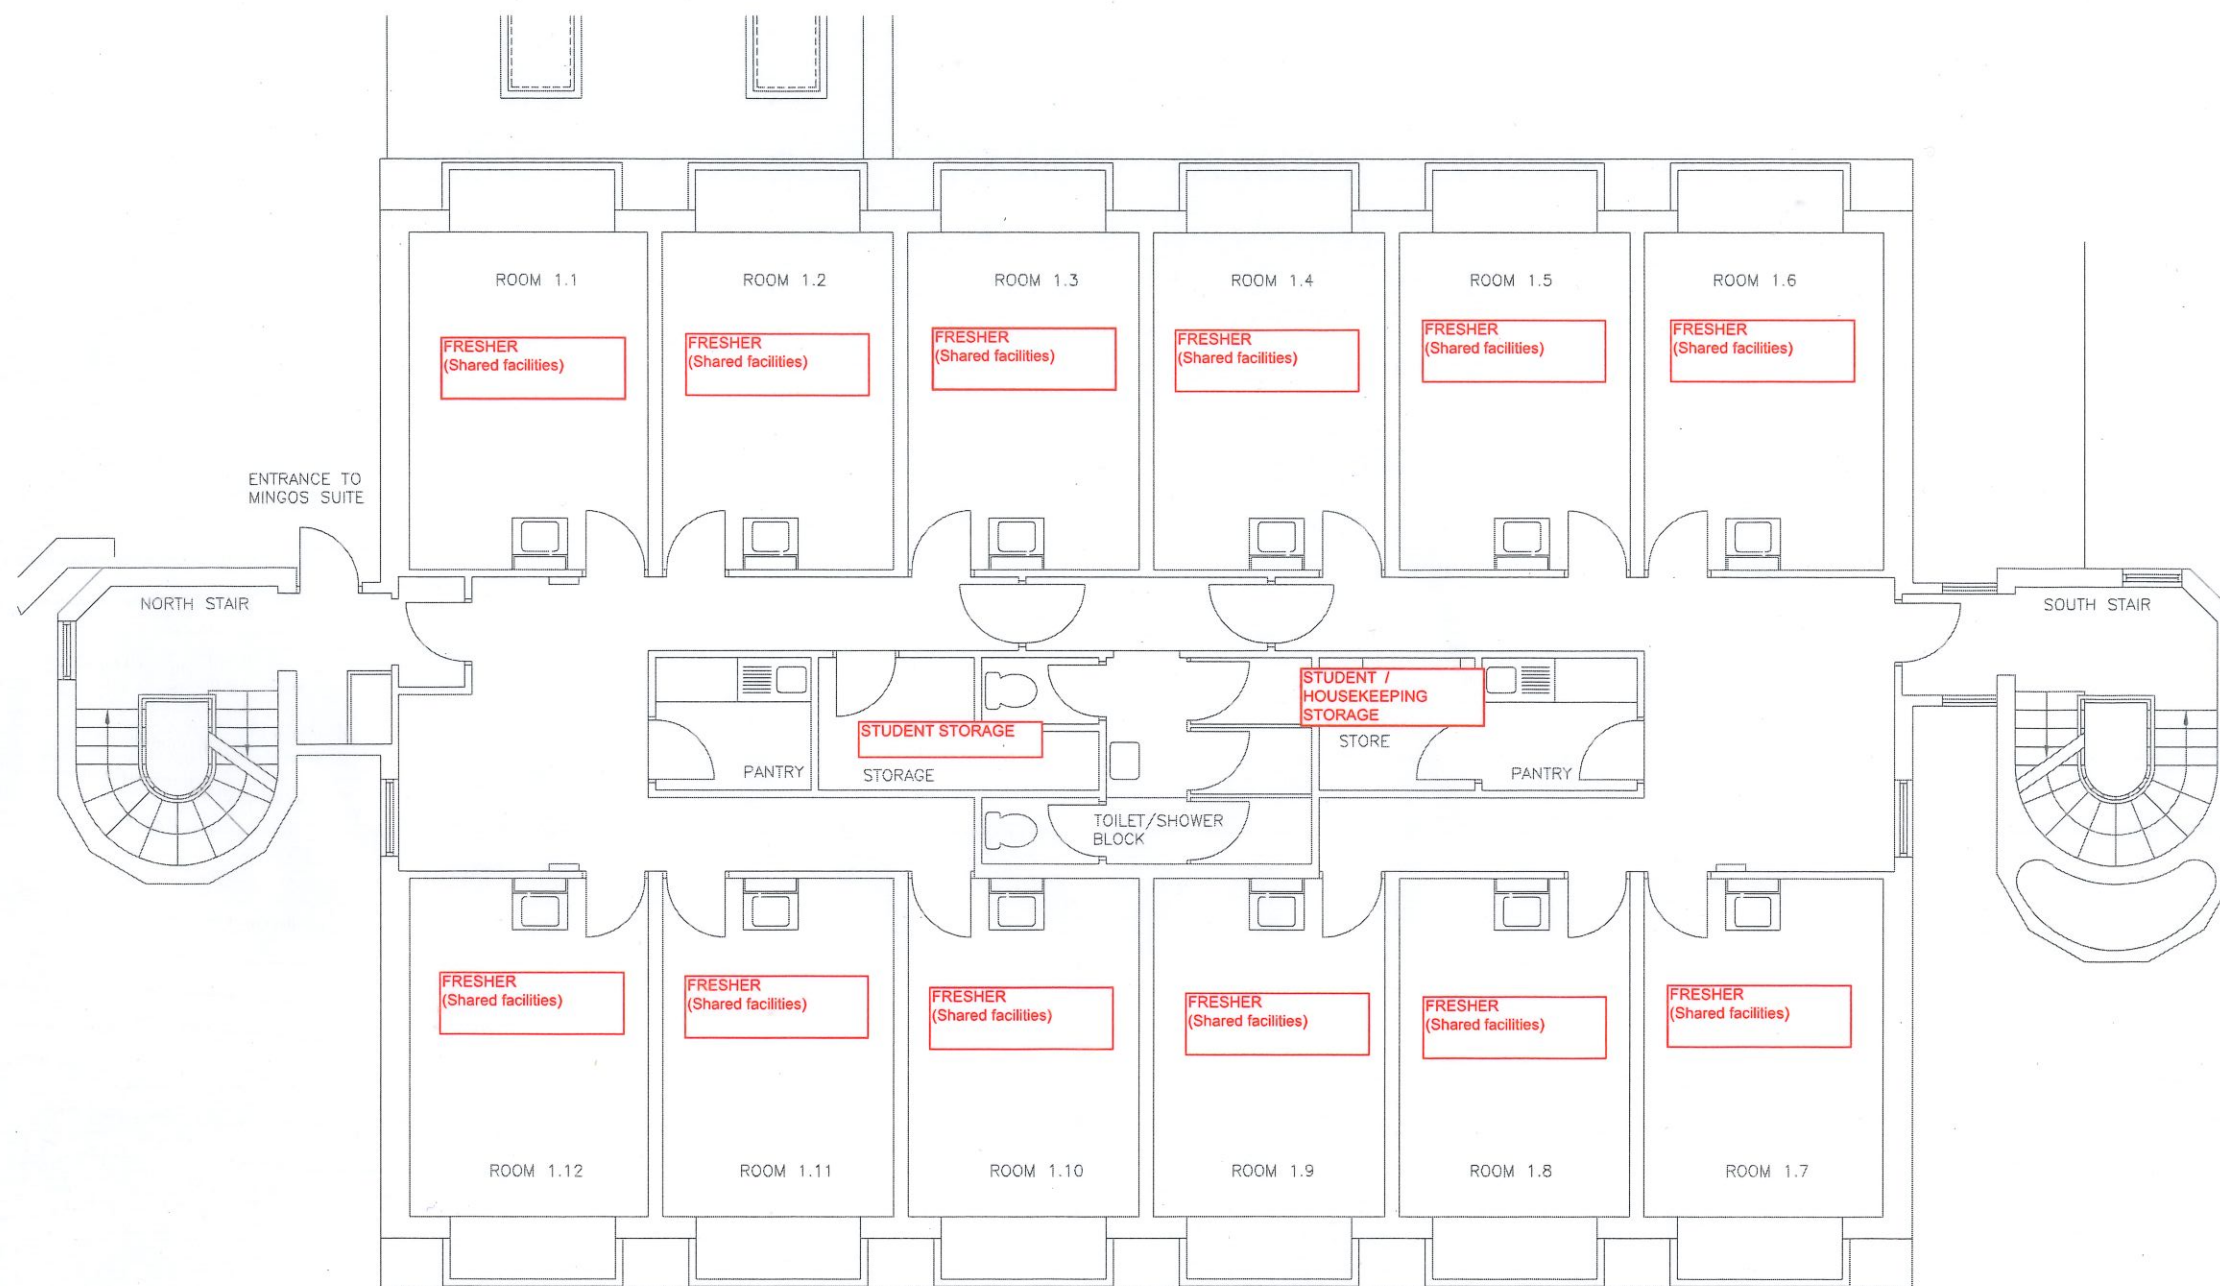 ROOM 1.1
ROOM 1.2
ROOM 1.3
ROOM 1.4
ROOM 1.5
ROOM 1.6
FRESHER
(Shared facilities)
FRESHER
(Shared facilities)
FRESHER
(Shared facilities)
FRESHER
(Shared facilities)
FRESHER
(Shared facilities)
FRESHER
(Shared facilities)
ENTRANCE TO
MINGOS SUITE
NORTH STAIR
SOUTH STAIR
STUDENT /
HOUSEKEEPING
STORAGE
STUDENT STORAGE
STORE
PANTRY
STORAGE
PANTRY
TOILET/SHOWER
BLOCK
FRESHER
(Shared facilities)
FRESHER
(Shared facilities)
FRESHER
(Shared facilities)
FRESHER
(Shared facilities)
FRESHER
(Shared facilities)
FRESHER
(Shared facilities)
ROOM 1.12
ROOM 1.11
ROOM 1.10
ROOM 1.9
ROOM 1.8
ROOM 1.7